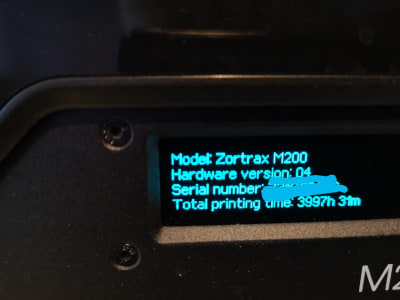 Model: Zortrax M200
Hardware version: 04
Serial number:
Total printing time: 3997h 31m
M2